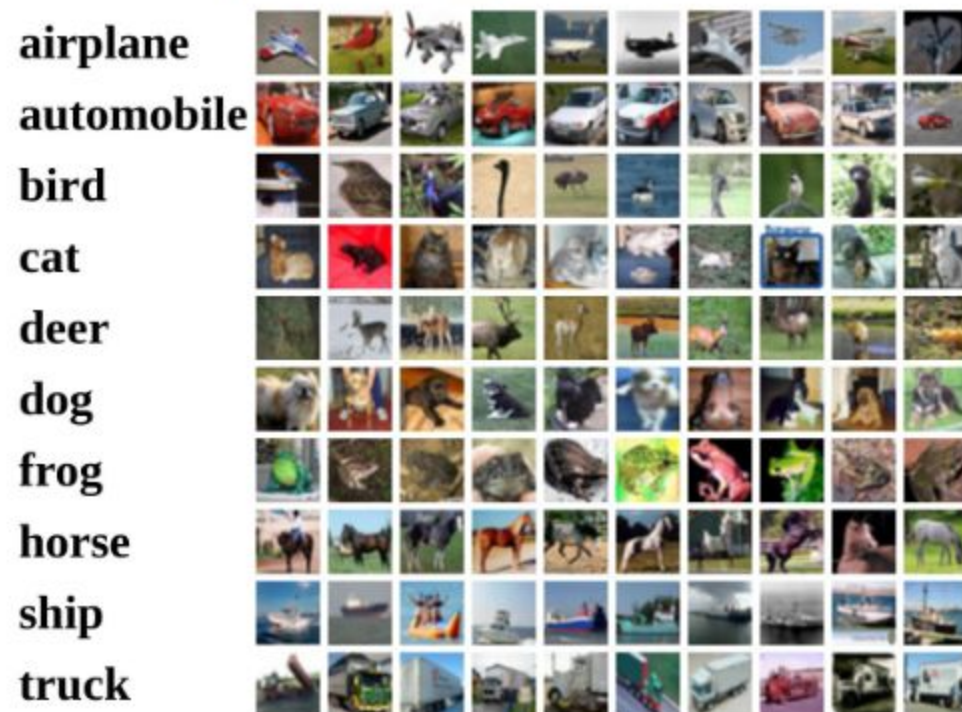 airplane
automobile
bird
cat
deer
dog
frog
horse
ship
truck